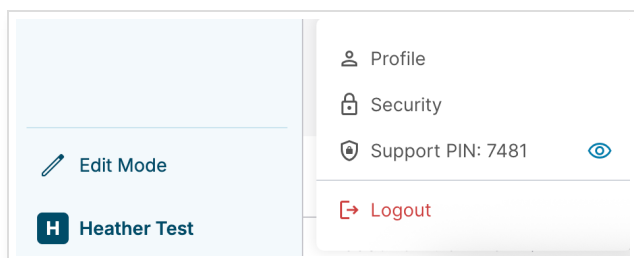 Profile
Security
Support PIN: 7481
Edit Mode
Logout
H Heather Test